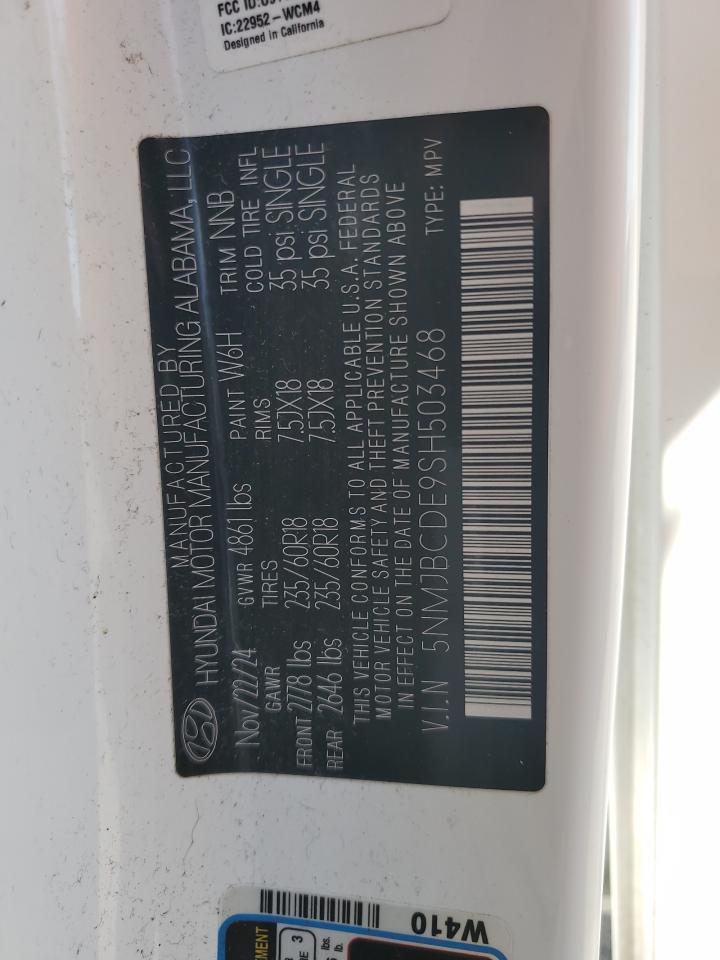 IC:22952-WCM4
Designed in California
MANUFACTURED BY
HYUNDAI MOTOR MANUFACTURING ALABAMA, LLC
Nov/22/24 GVWR 4861 lbs PAINT W6H TRIM NNB
GAWR TIRES RIMS COLD TIRE INFL
FRONT 2778 lbs 235/60R18 7.5JX18 35 psi SINGLE
REAR 2646 lbs 235/60R18 7.5JX18 35 psi SINGLE
THIS VEHICLE CONFORMS TO ALL APPLICABLE U.S.A. FEDERAL
MOTOR VEHICLE SAFETY AND THEFT PREVENTION STANDARDS
IN EFFECT ON THE DATE OF MANUFACTURE SHOWN ABOVE
V.I.N 5NMJBCDE9SH503468 TYPE: MPV
W410